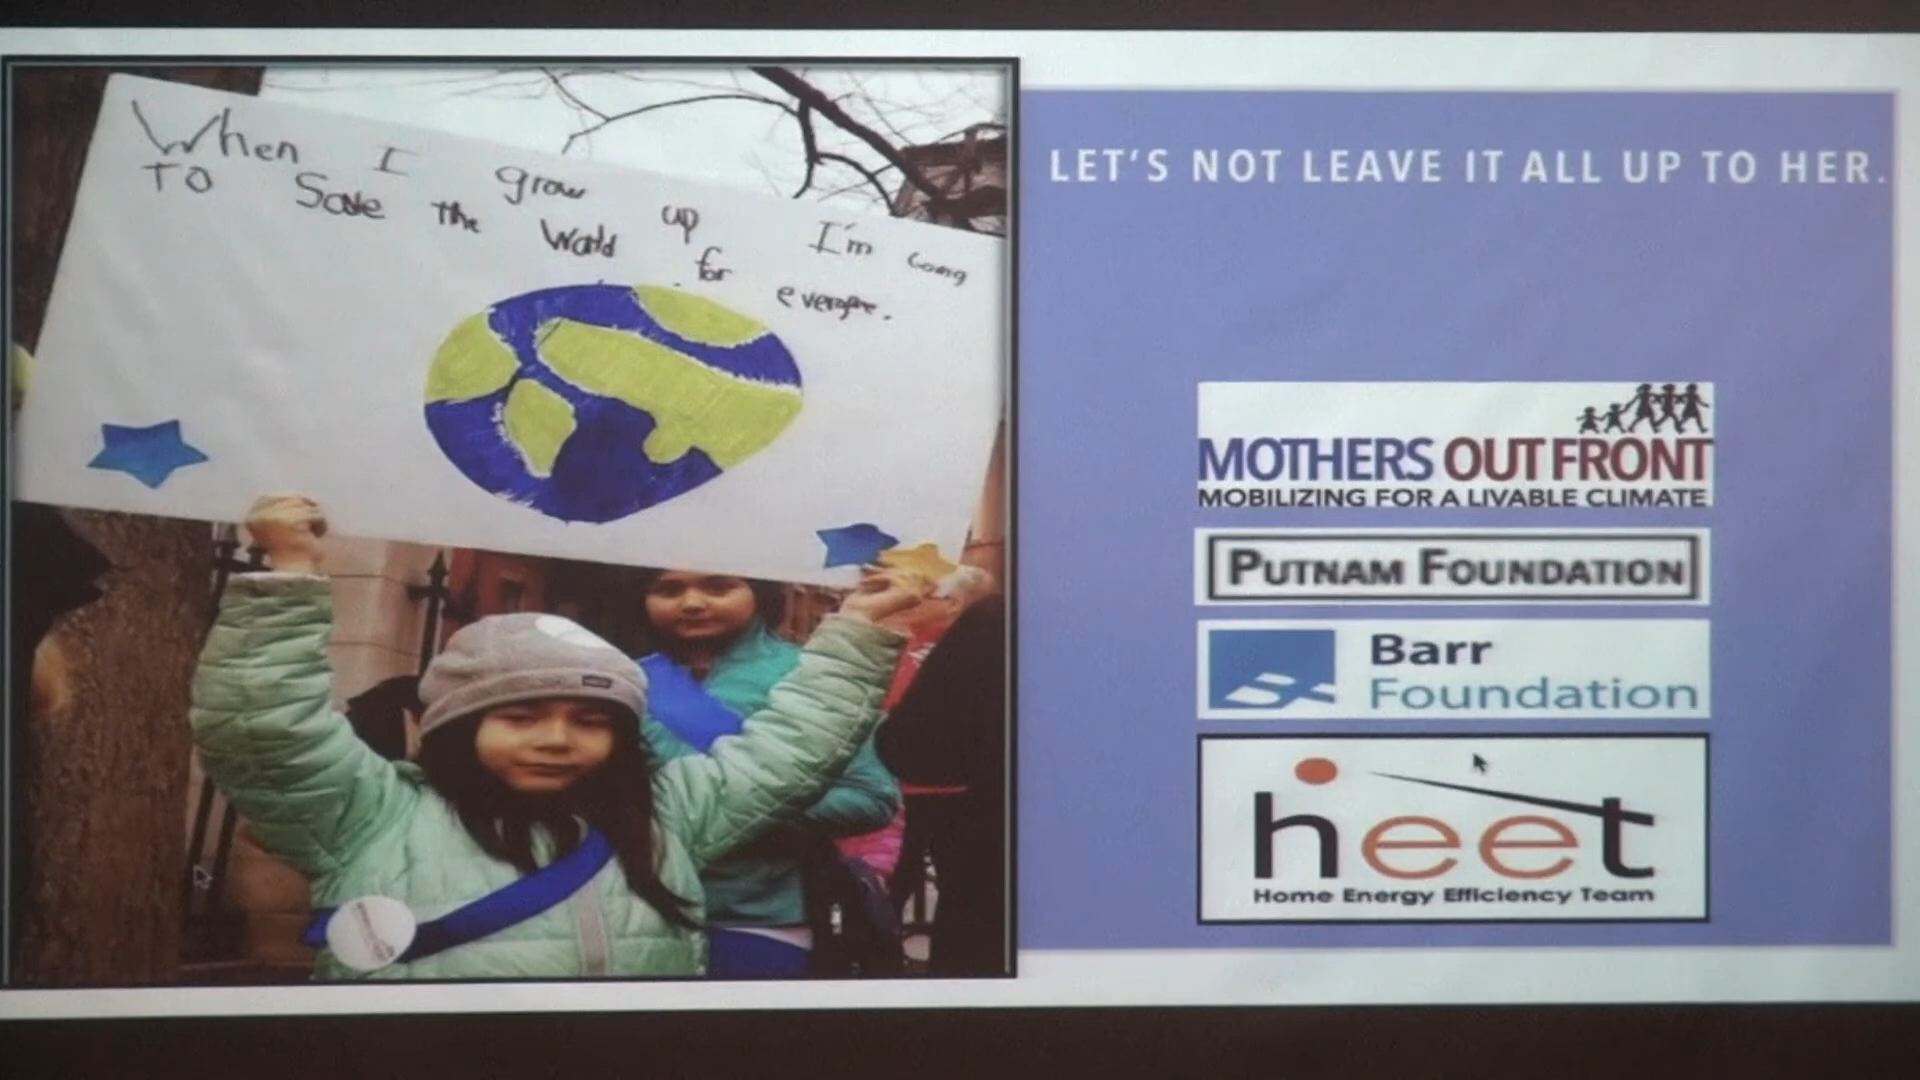 When I grow up I'm Going
TO Save the World for everyone.
LET'S NOT LEAVE IT ALL UP TO HER.
MOTHERS OUT FRONT
MOBILIZING FOR A LIVABLE CLIMATE
PUTNAM FOUNDATION
Barr
Foundation
heet
Home Energy Efficiency Team